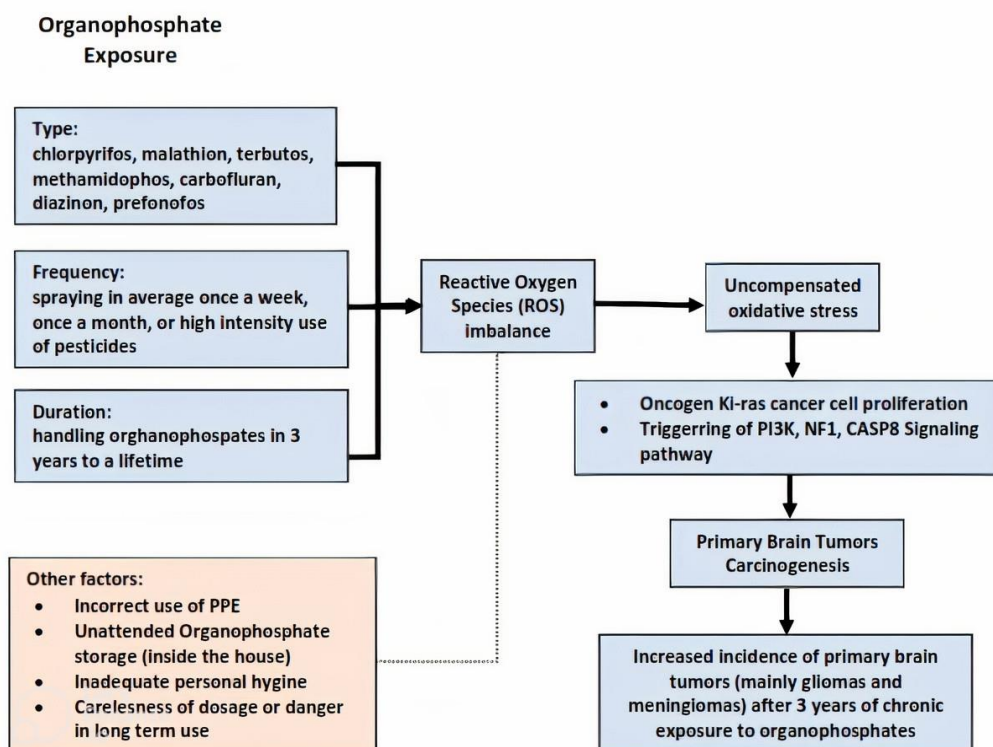 Organophosphate
Exposure
Type:
chlorpyrifos, malathion, terbutos,
methamidophos, carbofluran,
diazinon, prefonofos
Frequency:
spraying in average once a week,
once a month, or high intensity use
of pesticides
Duration:
handling orghanophospates in 3
years to a lifetime
Reactive Oxygen
Species (ROS)
imbalance
Uncompensated
oxidative stress
• Oncogen Ki-ras cancer cell proliferation
• Triggerring of PI3K, NF1, CASP8 Signaling
pathway
Primary Brain Tumors
Carcinogenesis
Increased incidence of primary brain
tumors (mainly gliomas and
meningiomas) after 3 years of chronic
exposure to organophosphates
Other factors:
• Incorrect use of PPE
• Unattended Organophosphate
storage (inside the house)
• Inadequate personal hygine
• Carelesness of dosage or danger
in long term use